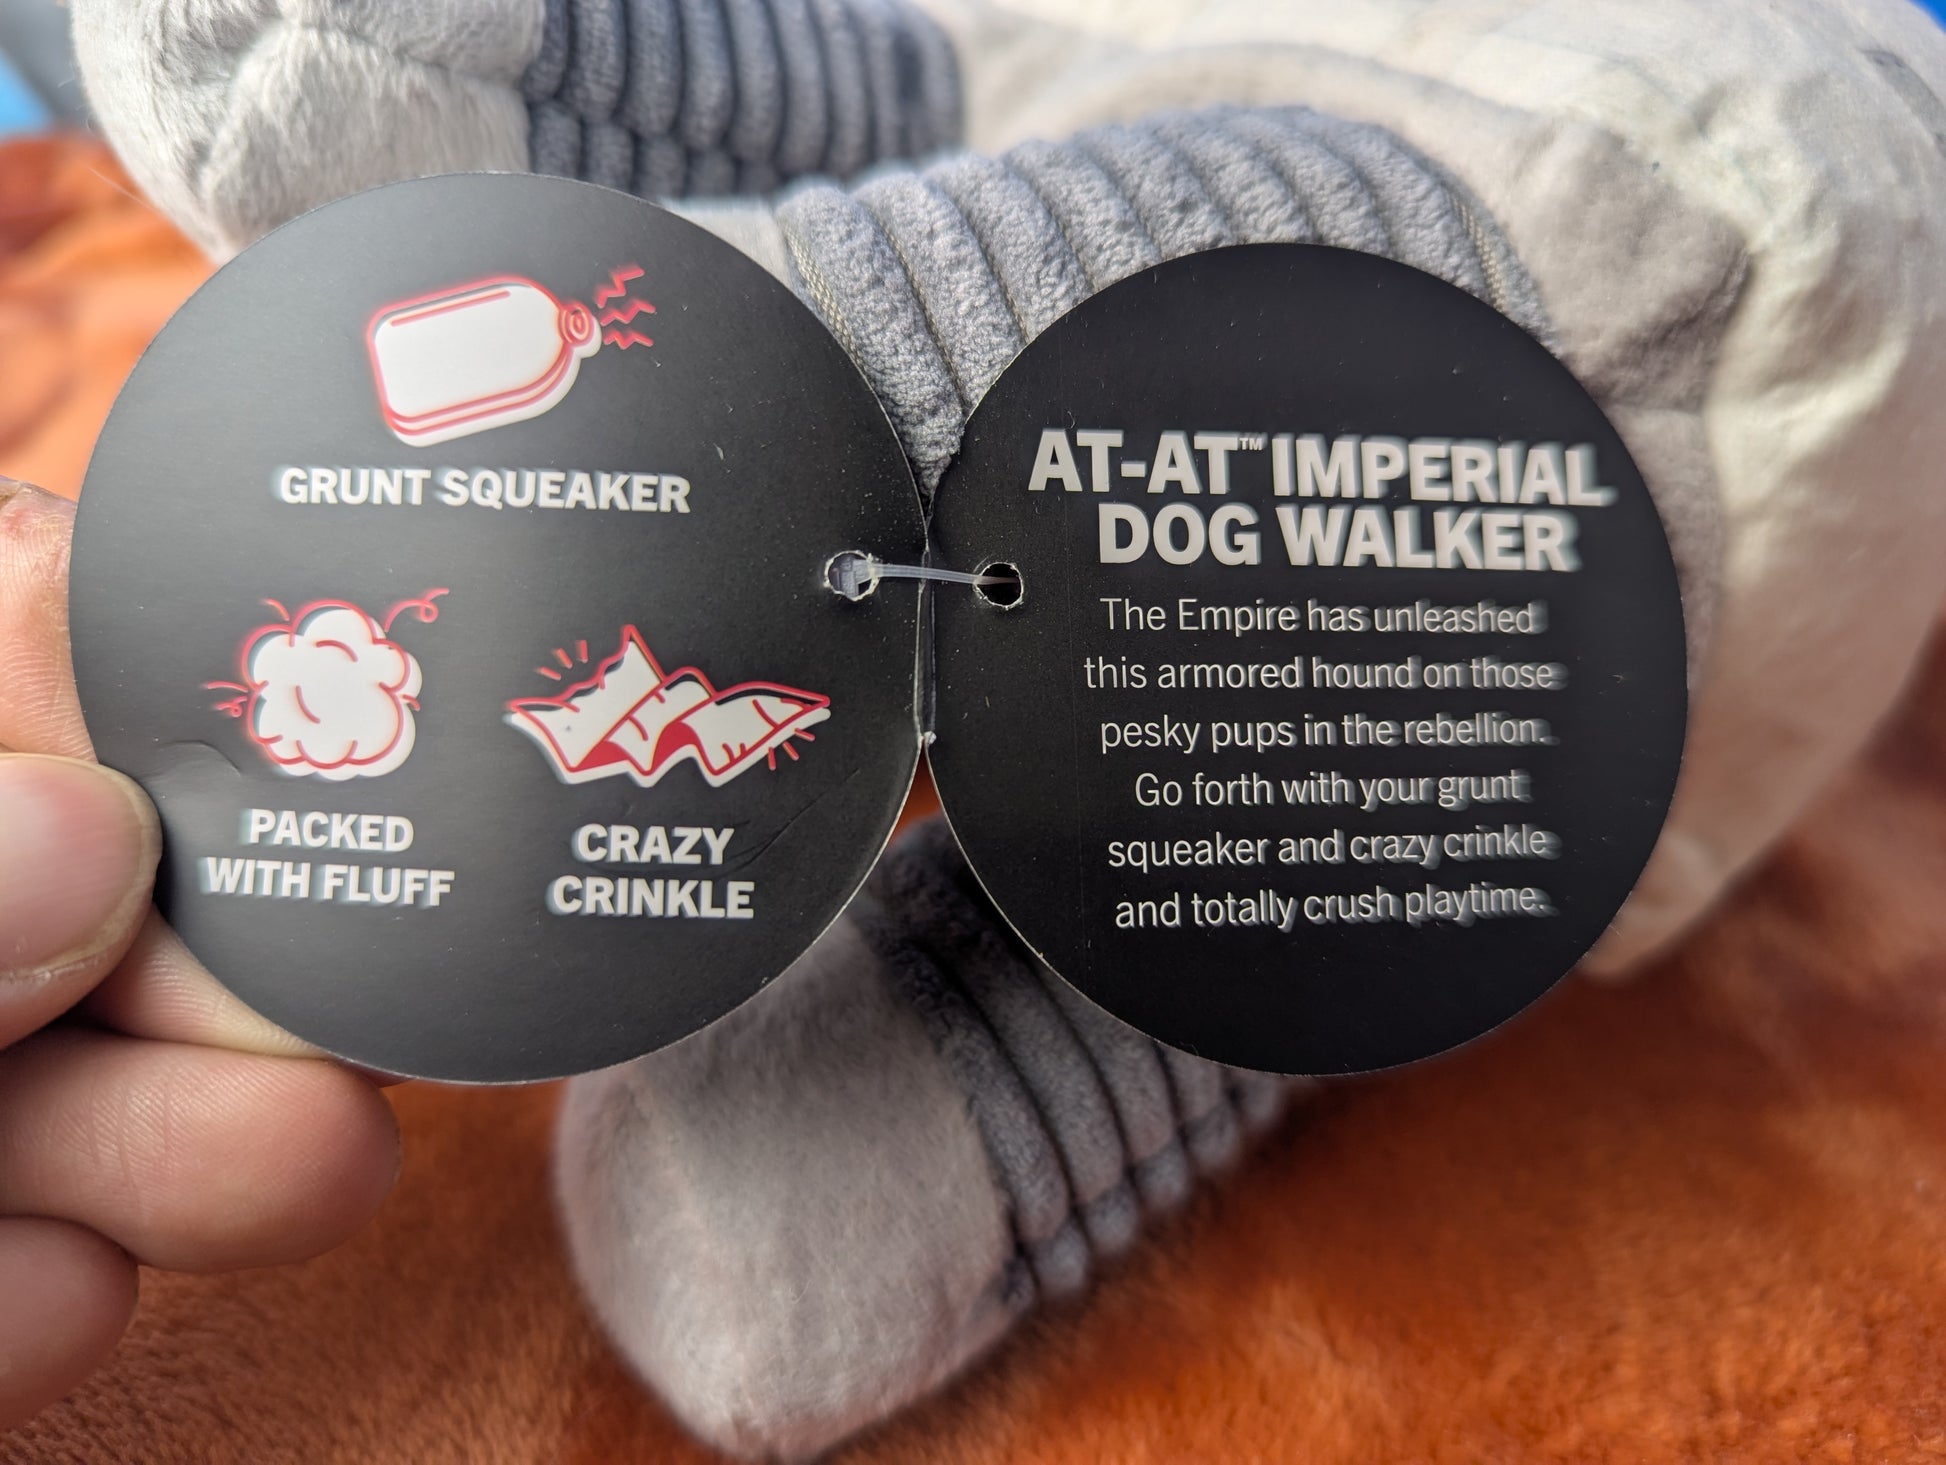 GRUNT SQUEAKER
PACKED
WITH FLUFF
CRAZY
CRINKLE
AT-AT™ IMPERIAL
DOG WALKER
The Empire has unleashed
this armored hound on those
pesky pups in the rebellion.
Go forth with your grunt
squeaker and crazy crinkle
and totally crush playtime.